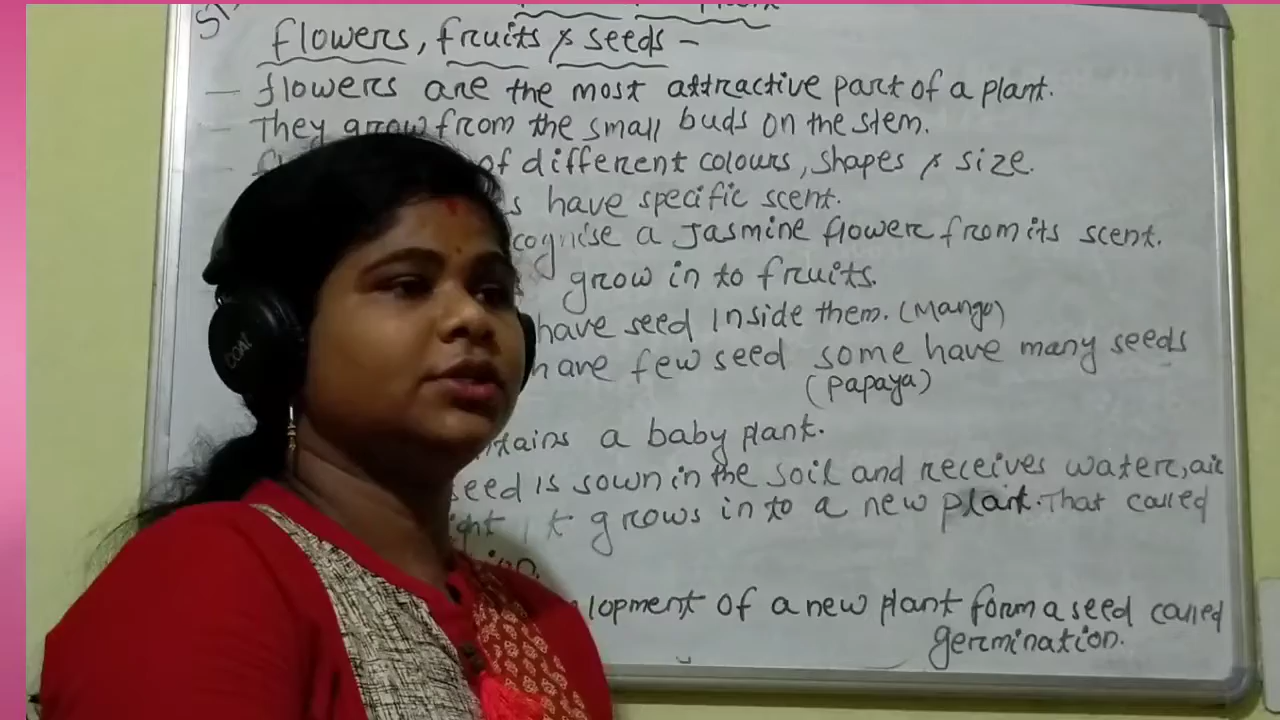 flowers, fruits & seeds -
— flowers are the most attractive part of a plant.
— They grow from the small buds on the stem.
of different colours, shapes & size.
have specific scent.
a Jasmine flower from its scent.
grow in to fruits.
have seed Inside them. (Mango)
few seed some have many seeds
(Papaya)
a baby plant.
seed is sown in the soil and receives water, air
It grows in to a new plant. That called
of a new plant form a seed called
germination.
BOAT